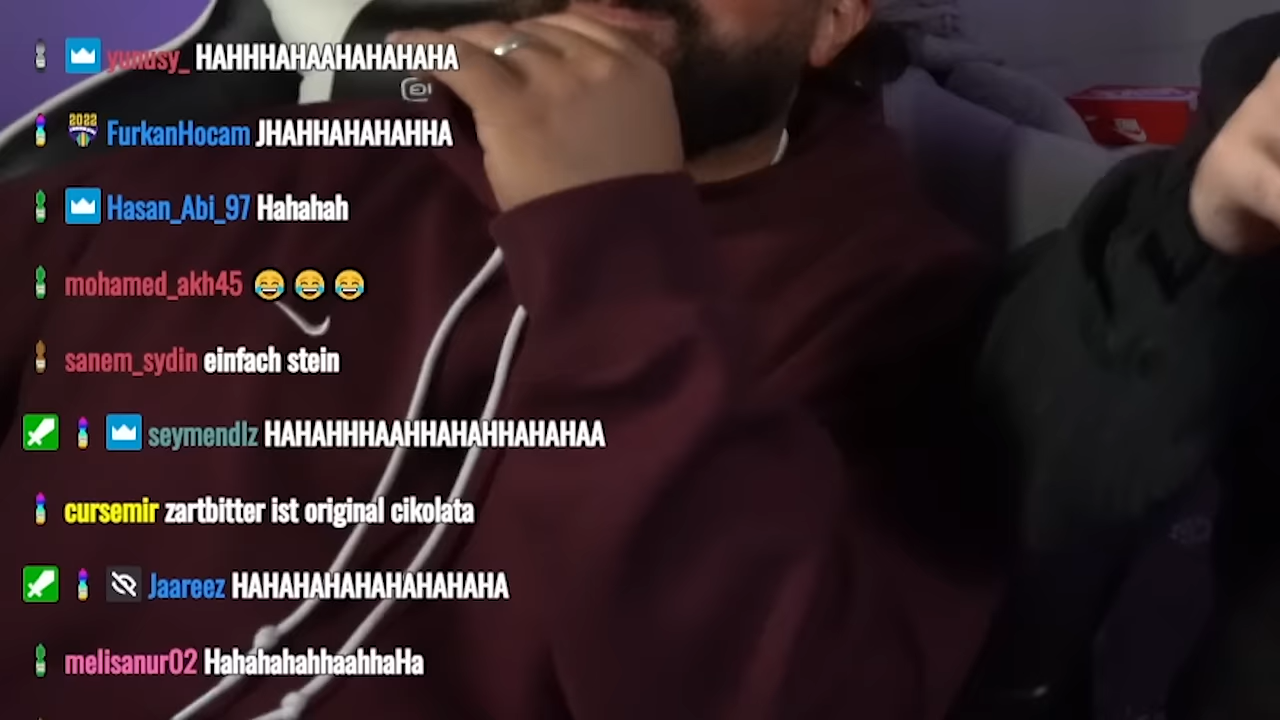 yunusy_ HAHHHAHAAHAHAHAHA
2022
FurkanHocam JHAHHAHAHAHHA
Hasan_Abi_97 Hahahah
mohamed_akh45 😂 😂 😂
sanem_sydin einfach stein
seymendlz HAHAHHHAAHHAHAHHAHAHAA
cursemir zartbitter ist original cikolata
Jaareez HAHAHAHAHAHAHAHAHA
melisanur02 HahahahahhaahhaHa